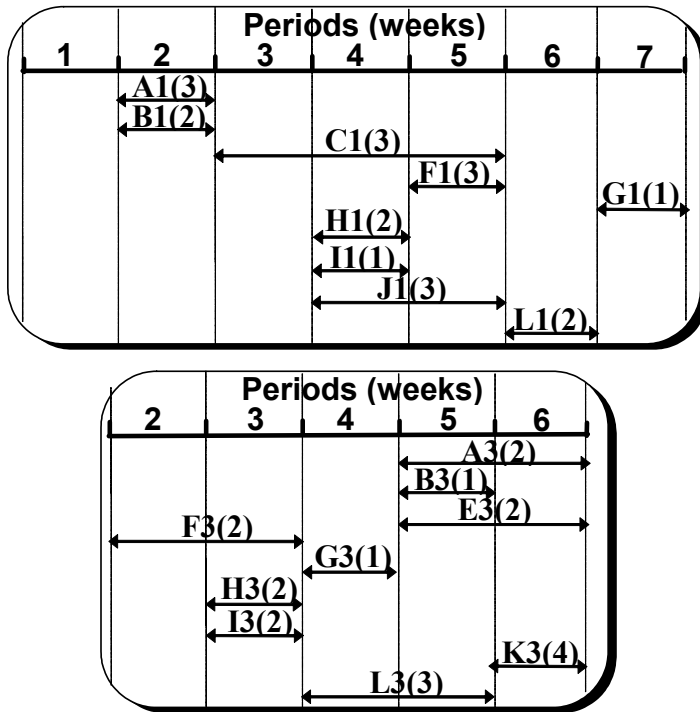 Periods (weeks)
1 2 3 4 5 6 7
A1(3)
B1(2)
C1(3)
F1(3)
G1(1)
H1(2)
I1(1)
J1(3)
L1(2)
Periods (weeks)
2 3 4 5 6
A3(2)
B3(1)
E3(2)
F3(2)
G3(1)
H3(2)
I3(2)
K3(4)
L3(3)